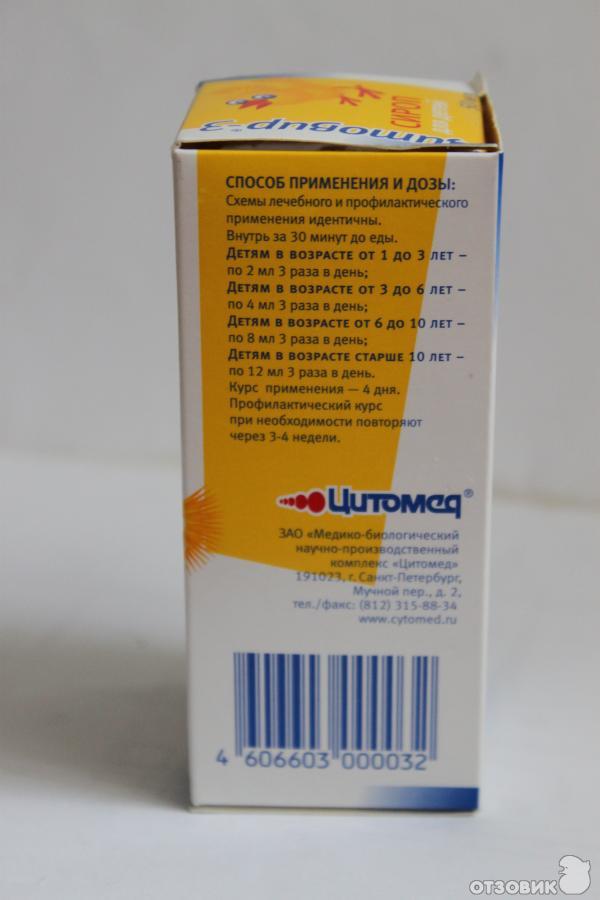 СИРОП
ДЛЯ ДЕТЕЙ
Цитовир-3®
СПОСОБ ПРИМЕНЕНИЯ И ДОЗЫ:
Схемы лечебного и профилактического
применения идентичны.
Внутрь за 30 минут до еды.
Детям в возрасте от 1 до 3 лет –
по 2 мл 3 раза в день;
Детям в возрасте от 3 до 6 лет –
по 4 мл 3 раза в день;
Детям в возрасте от 6 до 10 лет –
по 8 мл 3 раза в день;
Детям в возрасте старше 10 лет –
по 12 мл 3 раза в день.
Курс применения — 4 дня.
Профилактический курс
при необходимости повторяют
через 3-4 недели.
Цитомед®
ЗАО «Медико-биологический
научно-производственный
комплекс «Цитомед»
191023, г. Санкт-Петербург,
Мучной пер., д. 2,
тел./факс: (812) 315-88-34
www.cytomed.ru
4 606603 000032
ОТЗОВИК